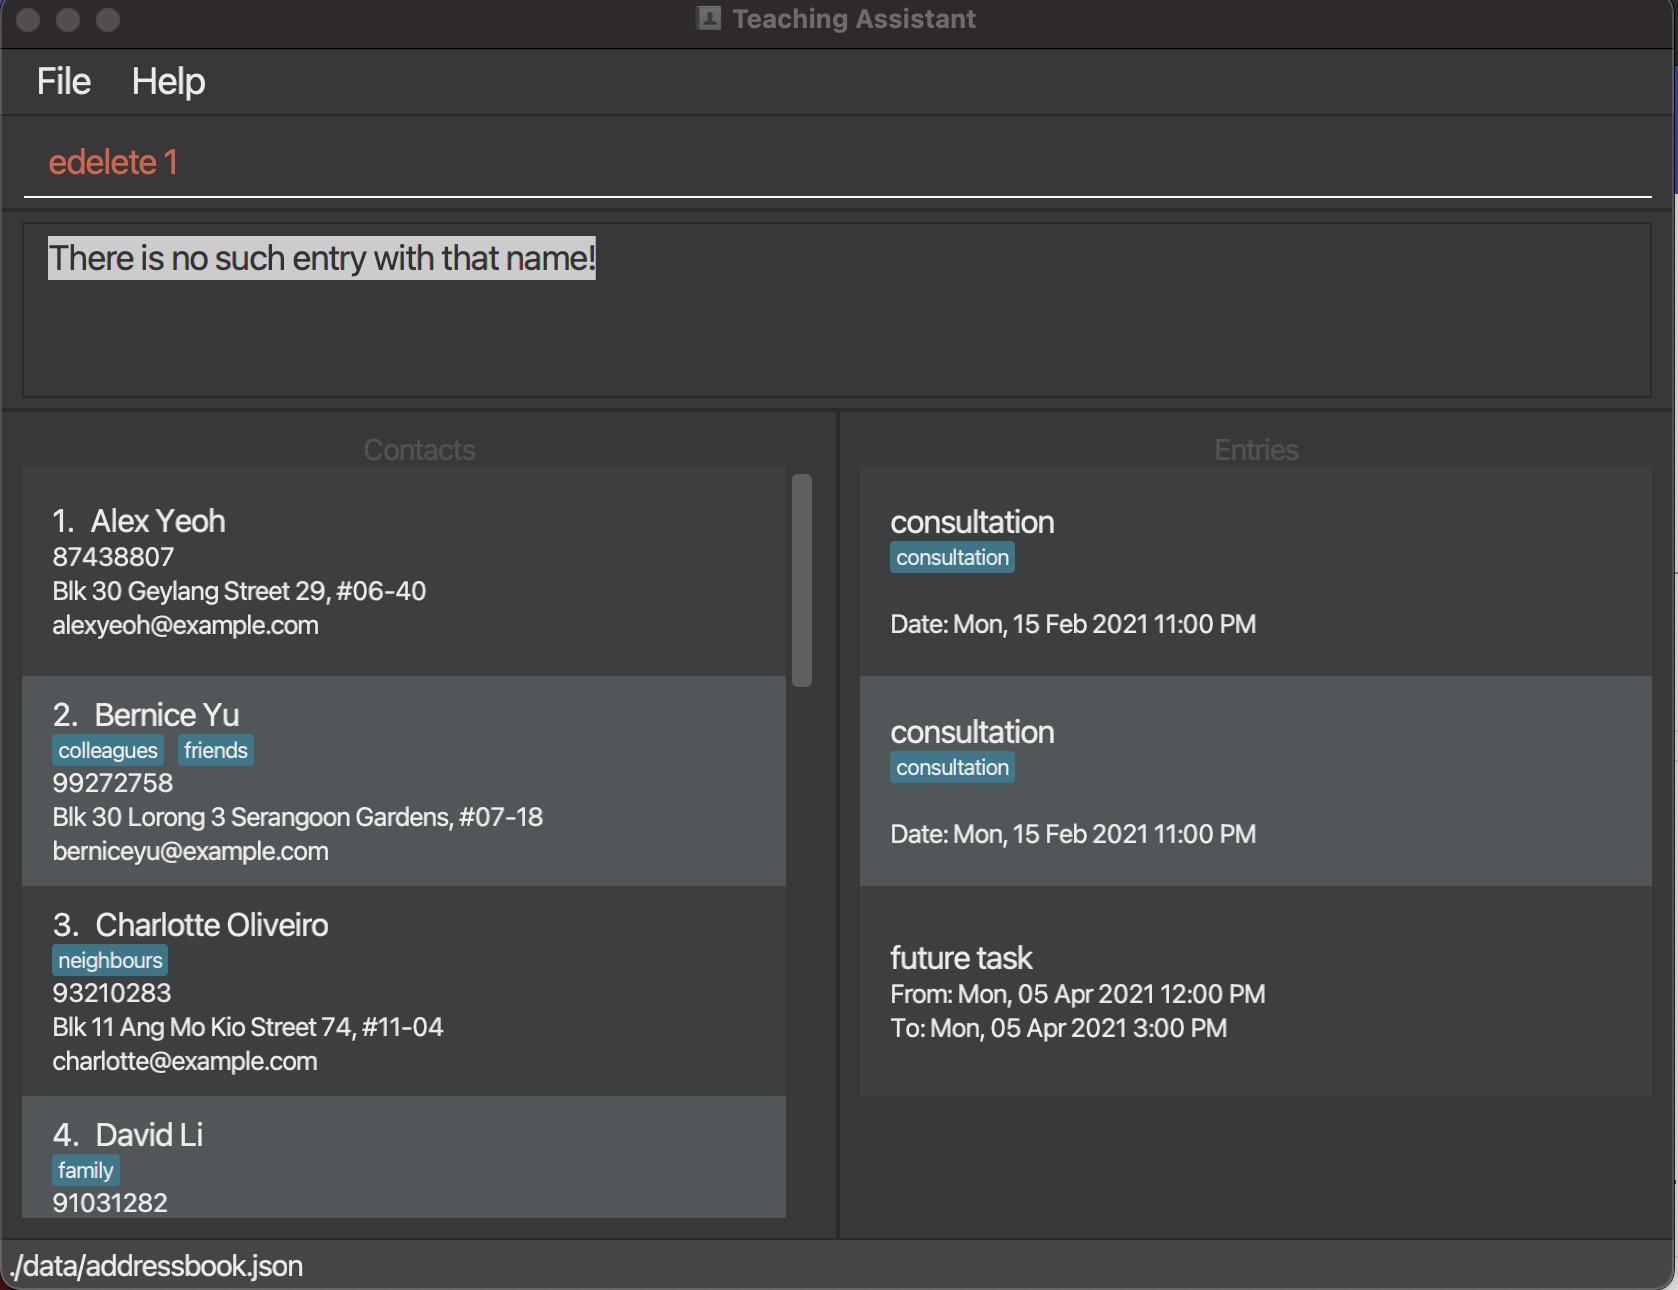 Teaching Assistant
File Help
edelete 1
There is no such entry with that name!
Contacts
1. Alex Yeoh
87438807
Blk 30 Geylang Street 29, #06-40
alexyeoh@example.com
2. Bernice Yu
colleagues friends
99272758
Blk 30 Lorong 3 Serangoon Gardens, #07-18
berniceyu@example.com
3. Charlotte Oliveiro
neighbours
93210283
Blk 11 Ang Mo Kio Street 74, #11-04
charlotte@example.com
4. David Li
family
91031282
Entries
consultation
consultation
Date: Mon, 15 Feb 2021 11:00 PM
consultation
consultation
Date: Mon, 15 Feb 2021 11:00 PM
future task
From: Mon, 05 Apr 2021 12:00 PM
To: Mon, 05 Apr 2021 3:00 PM
./data/addressbook.json